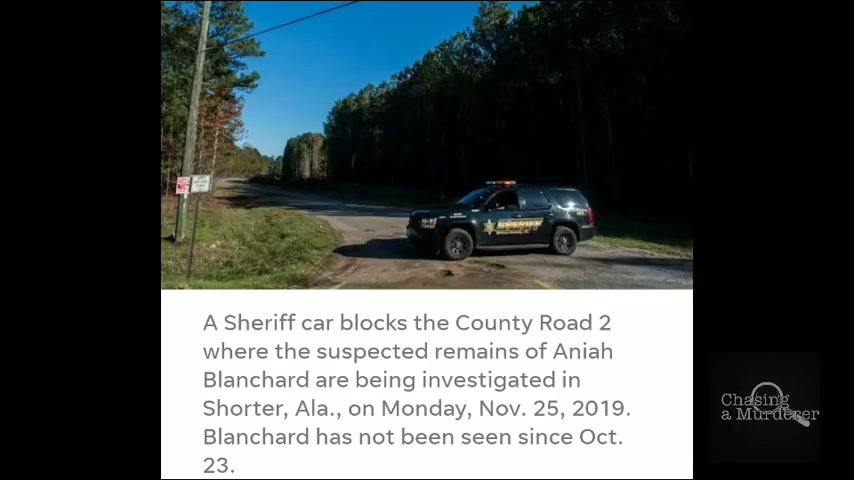 SHERIFF
A Sheriff car blocks the County Road 2
where the suspected remains of Aniah
Blanchard are being investigated in
Shorter, Ala., on Monday, Nov. 25, 2019.
Blanchard has not been seen since Oct.
23.
Chasing
a Murderer